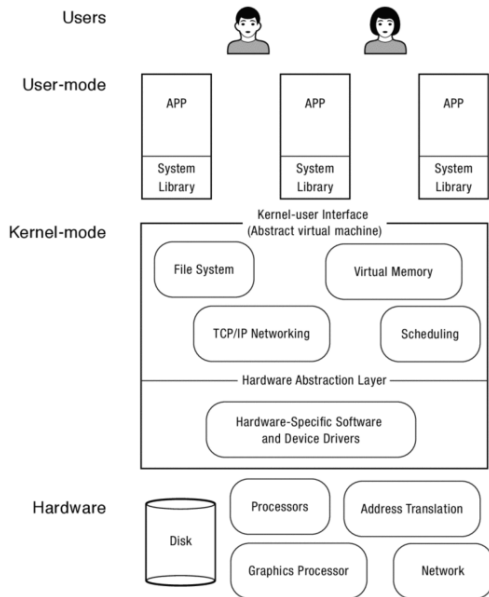 Users
User-mode
APP
APP
APP
System
Library
System
Library
System
Library
Kernel-mode
Kernel-user Interface
(Abstract virtual machine)
File System
Virtual Memory
TCP/IP Networking
Scheduling
Hardware Abstraction Layer
Hardware-Specific Software
and Device Drivers
Hardware
Disk
Processors
Address Translation
Graphics Processor
Network